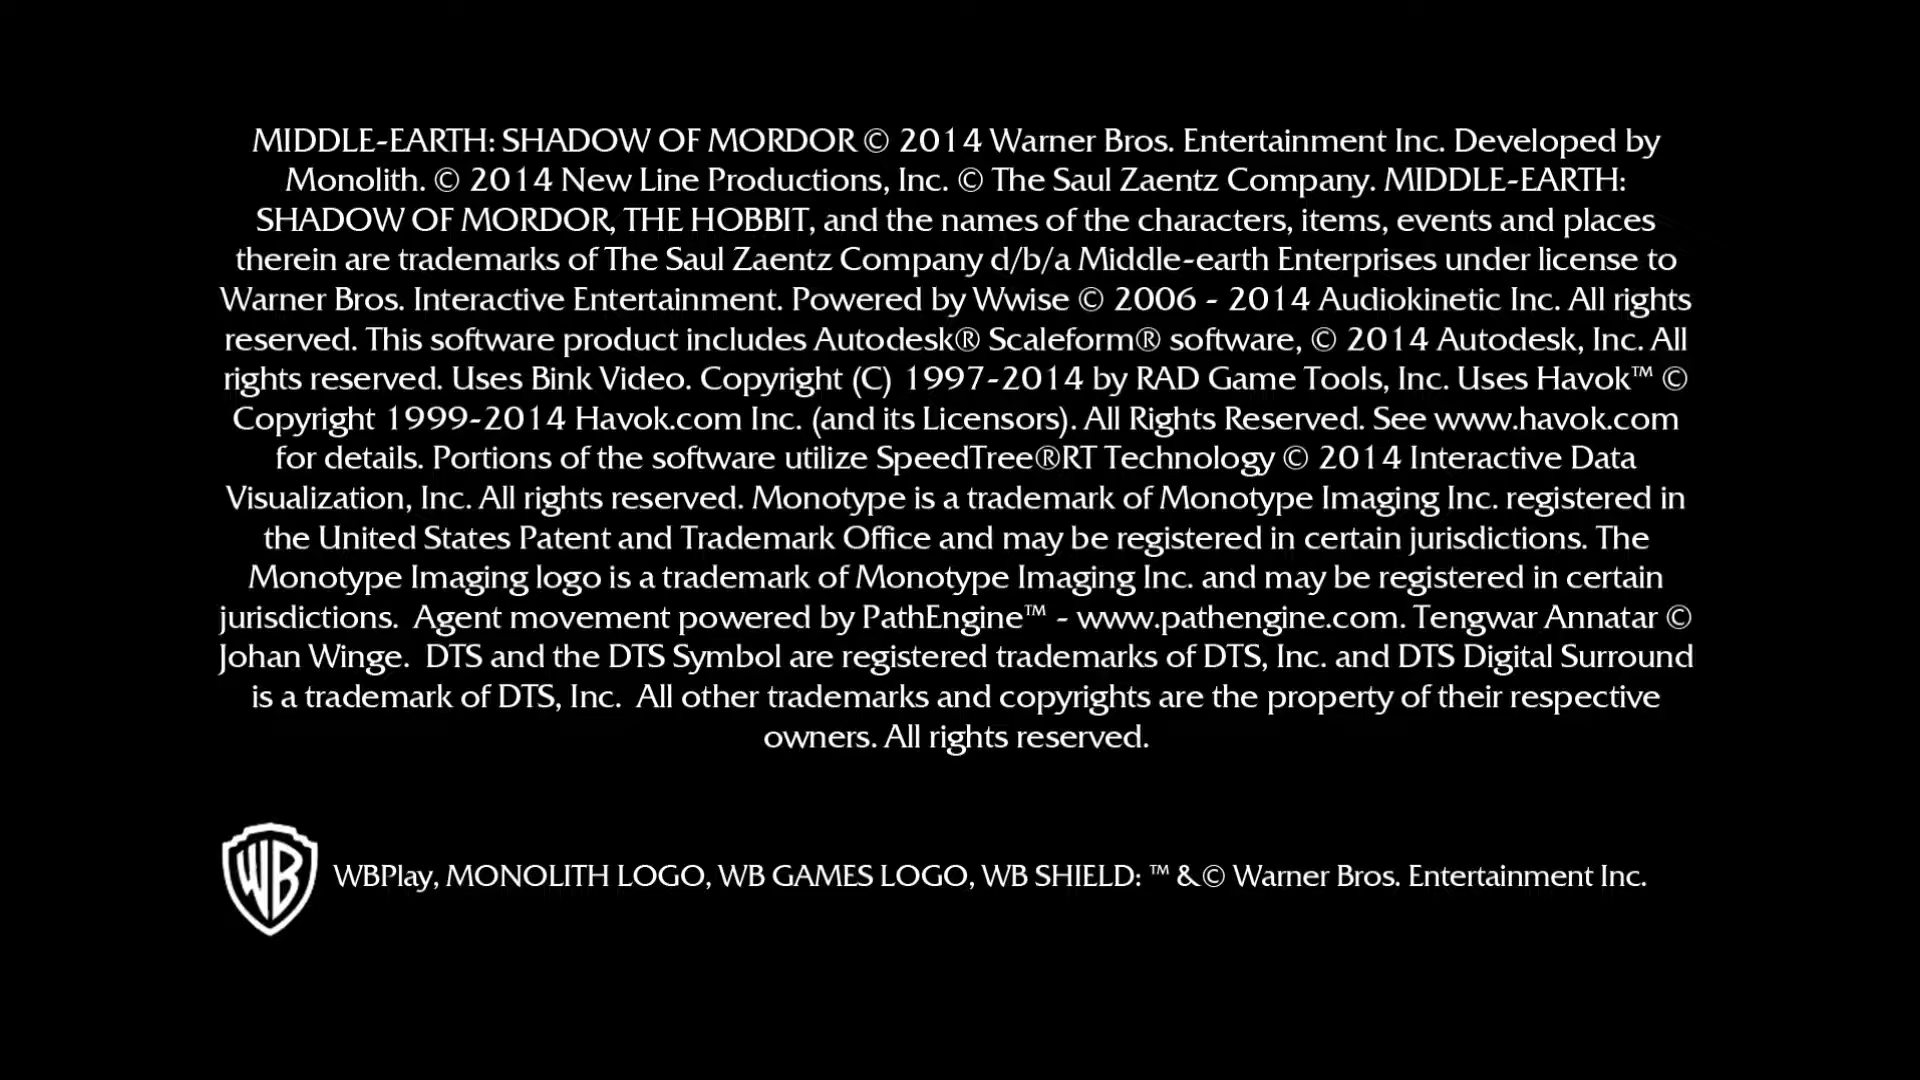 MIDDLE-EARTH: SHADOW OF MORDOR © 2014 Warner Bros. Entertainment Inc. Developed by
Monolith. © 2014 New Line Productions, Inc. © The Saul Zaentz Company. MIDDLE-EARTH:
SHADOW OF MORDOR, THE HOBBIT, and the names of the characters, items, events and places
therein are trademarks of The Saul Zaentz Company d/b/a Middle-earth Enterprises under license to
Warner Bros. Interactive Entertainment. Powered by Wwise © 2006 - 2014 Audiokinetic Inc. All rights
reserved. This software product includes Autodesk® Scaleform® software, © 2014 Autodesk, Inc. All
rights reserved. Uses Bink Video. Copyright (C) 1997-2014 by RAD Game Tools, Inc. Uses Havok™ ©
Copyright 1999-2014 Havok.com Inc. (and its Licensors). All Rights Reserved. See www.havok.com
for details. Portions of the software utilize SpeedTree®RT Technology © 2014 Interactive Data
Visualization, Inc. All rights reserved. Monotype is a trademark of Monotype Imaging Inc. registered in
the United States Patent and Trademark Office and may be registered in certain jurisdictions. The
Monotype Imaging logo is a trademark of Monotype Imaging Inc. and may be registered in certain
jurisdictions.  Agent movement powered by PathEngine™ - www.pathengine.com. Tengwar Annatar ©
Johan Winge.  DTS and the DTS Symbol are registered trademarks of DTS, Inc. and DTS Digital Surround
is a trademark of DTS, Inc.  All other trademarks and copyrights are the property of their respective
owners. All rights reserved.
WB WBPlay, MONOLITH LOGO, WB GAMES LOGO, WB SHIELD: ™ & © Warner Bros. Entertainment Inc.